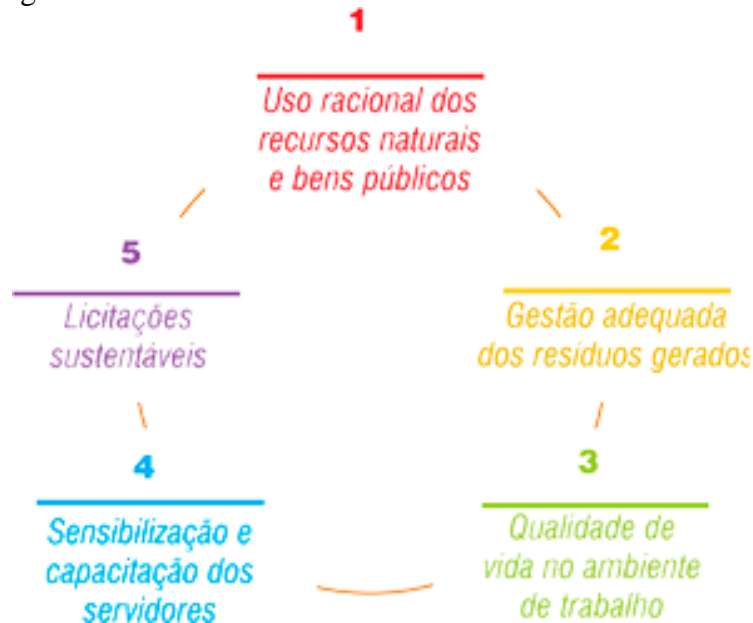 1
Uso racional dos
recursos naturais
e bens públicos
2
Gestão adequada
dos resíduos gerados
3
Qualidade de
vida no ambiente
de trabalho
4
Sensibilização e
capacitação dos
servidores
5
Licitações
sustentáveis